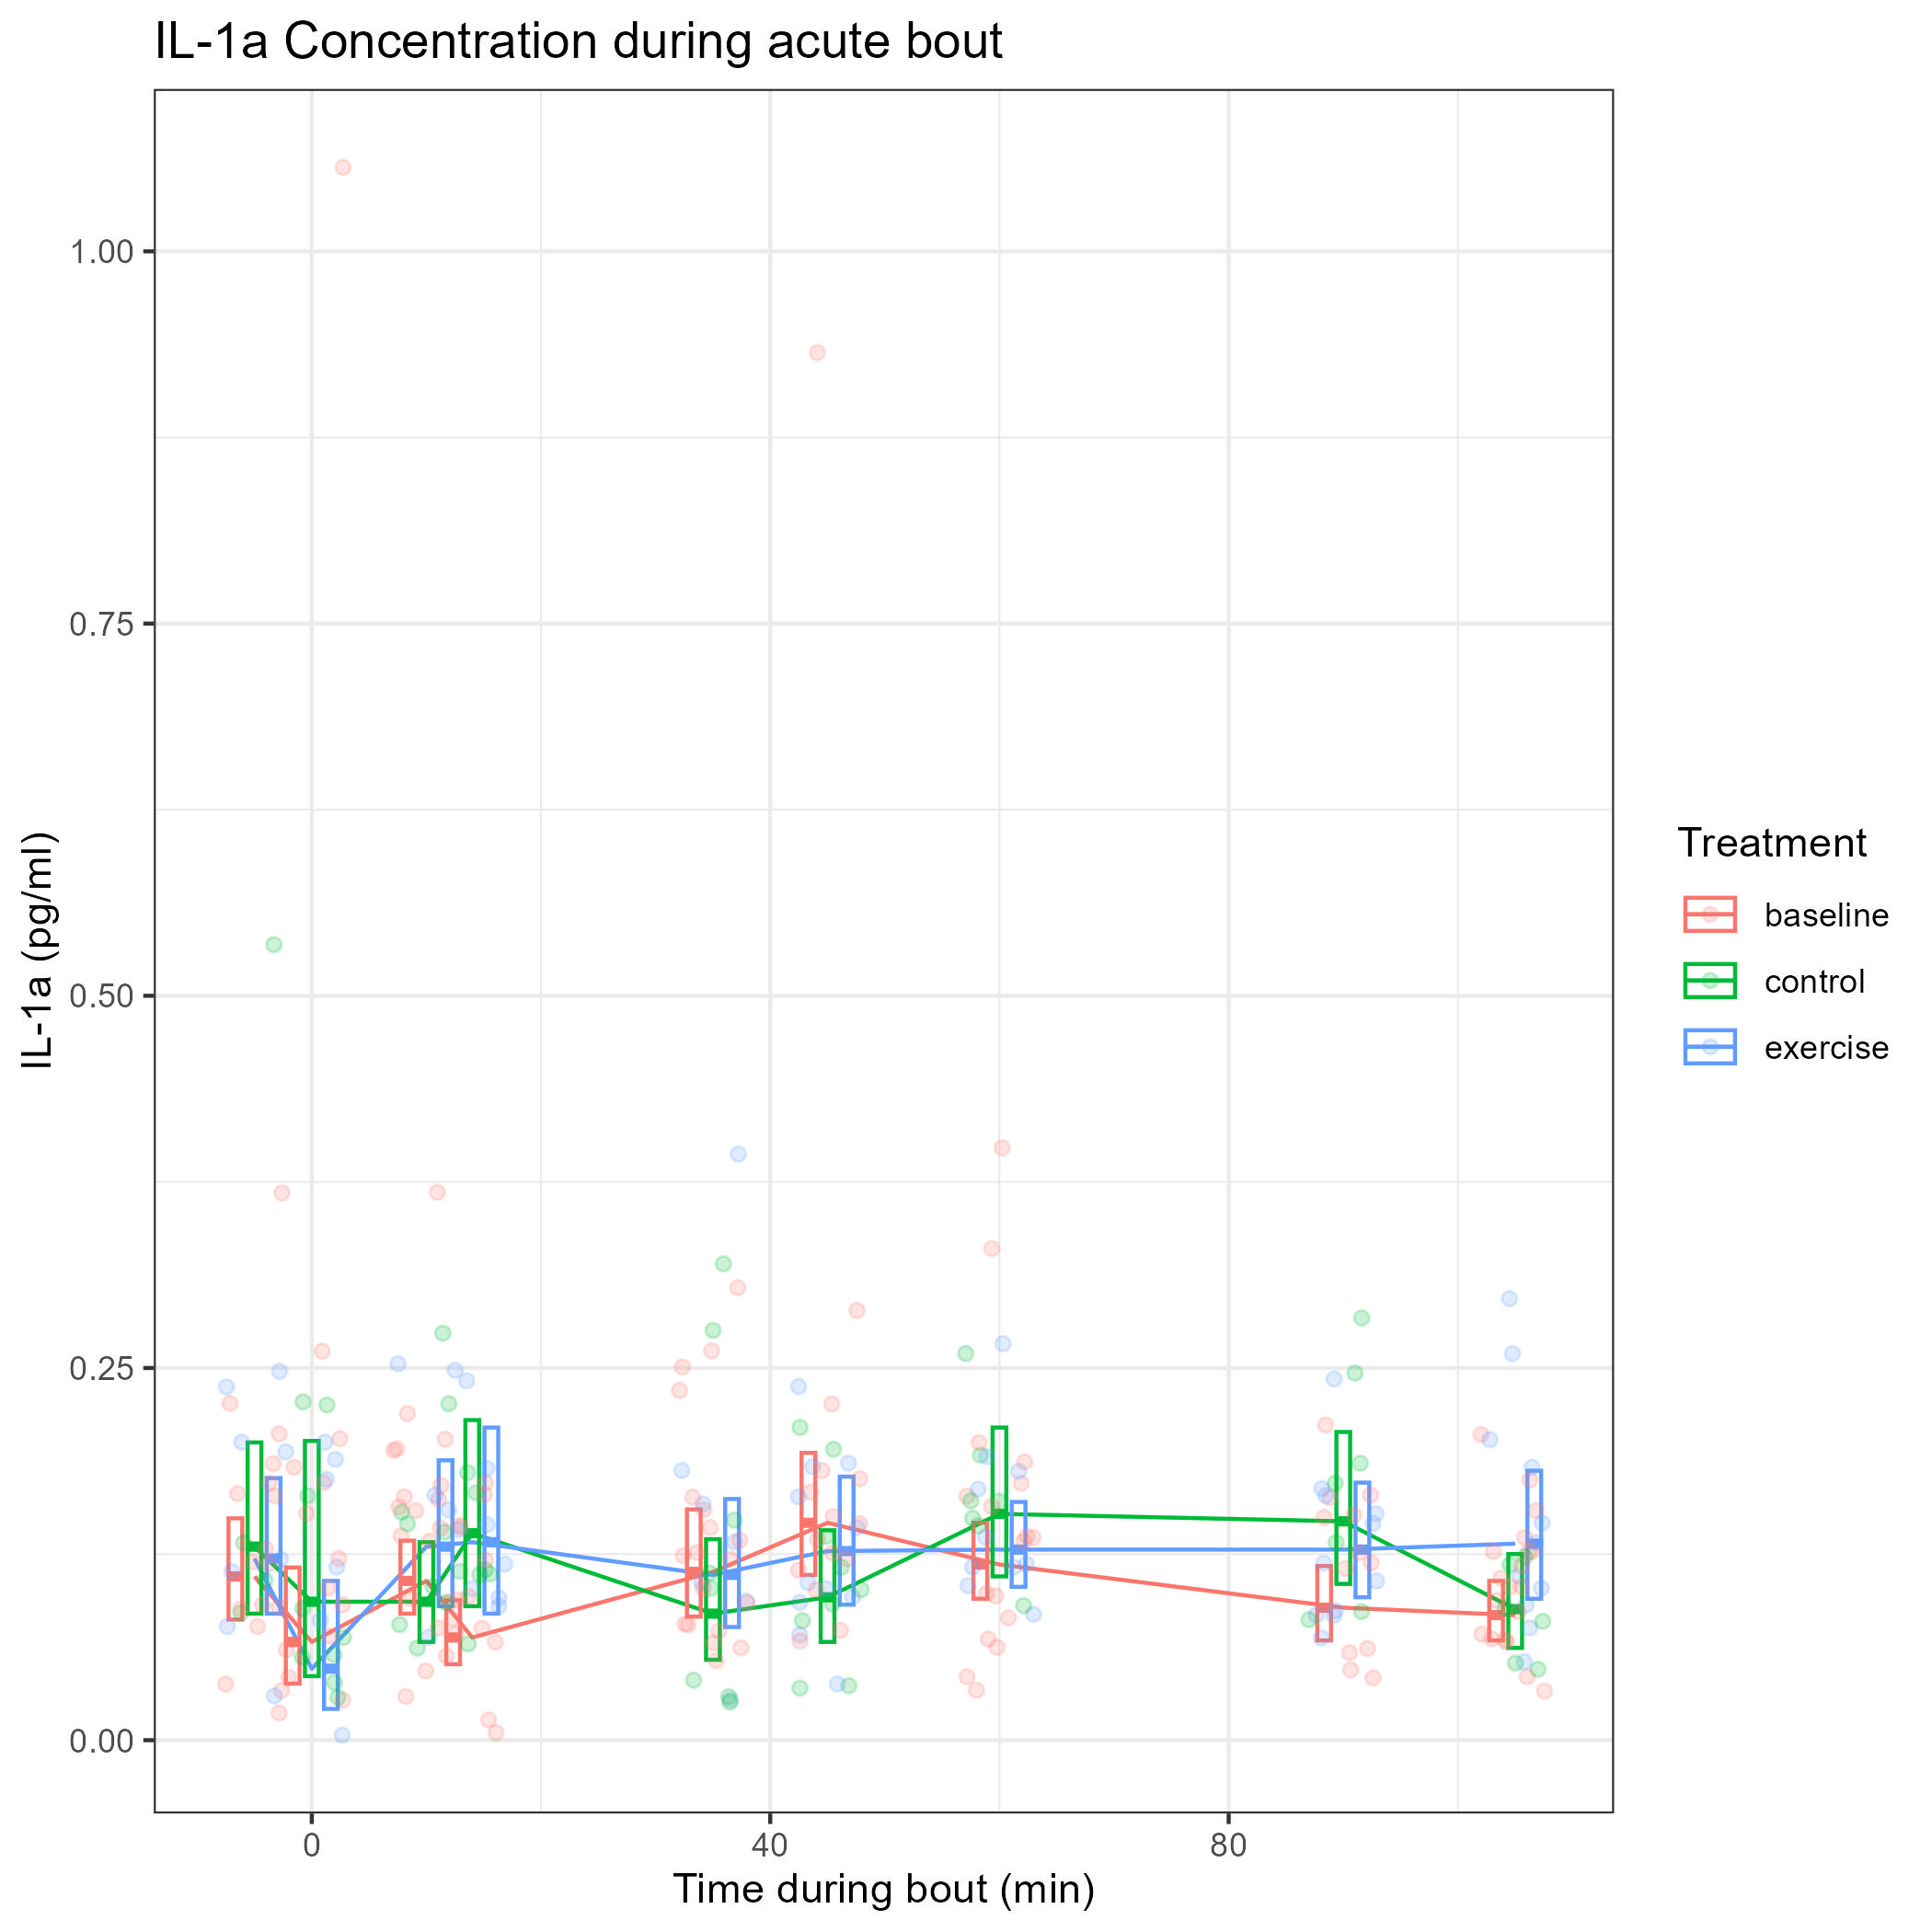 IL-1a Concentration during acute bout
IL-1a (pg/ml)
1.00
0.75
0.50
0.25
0.00
0
40
80
Time during bout (min)
Treatment
baseline
control
exercise